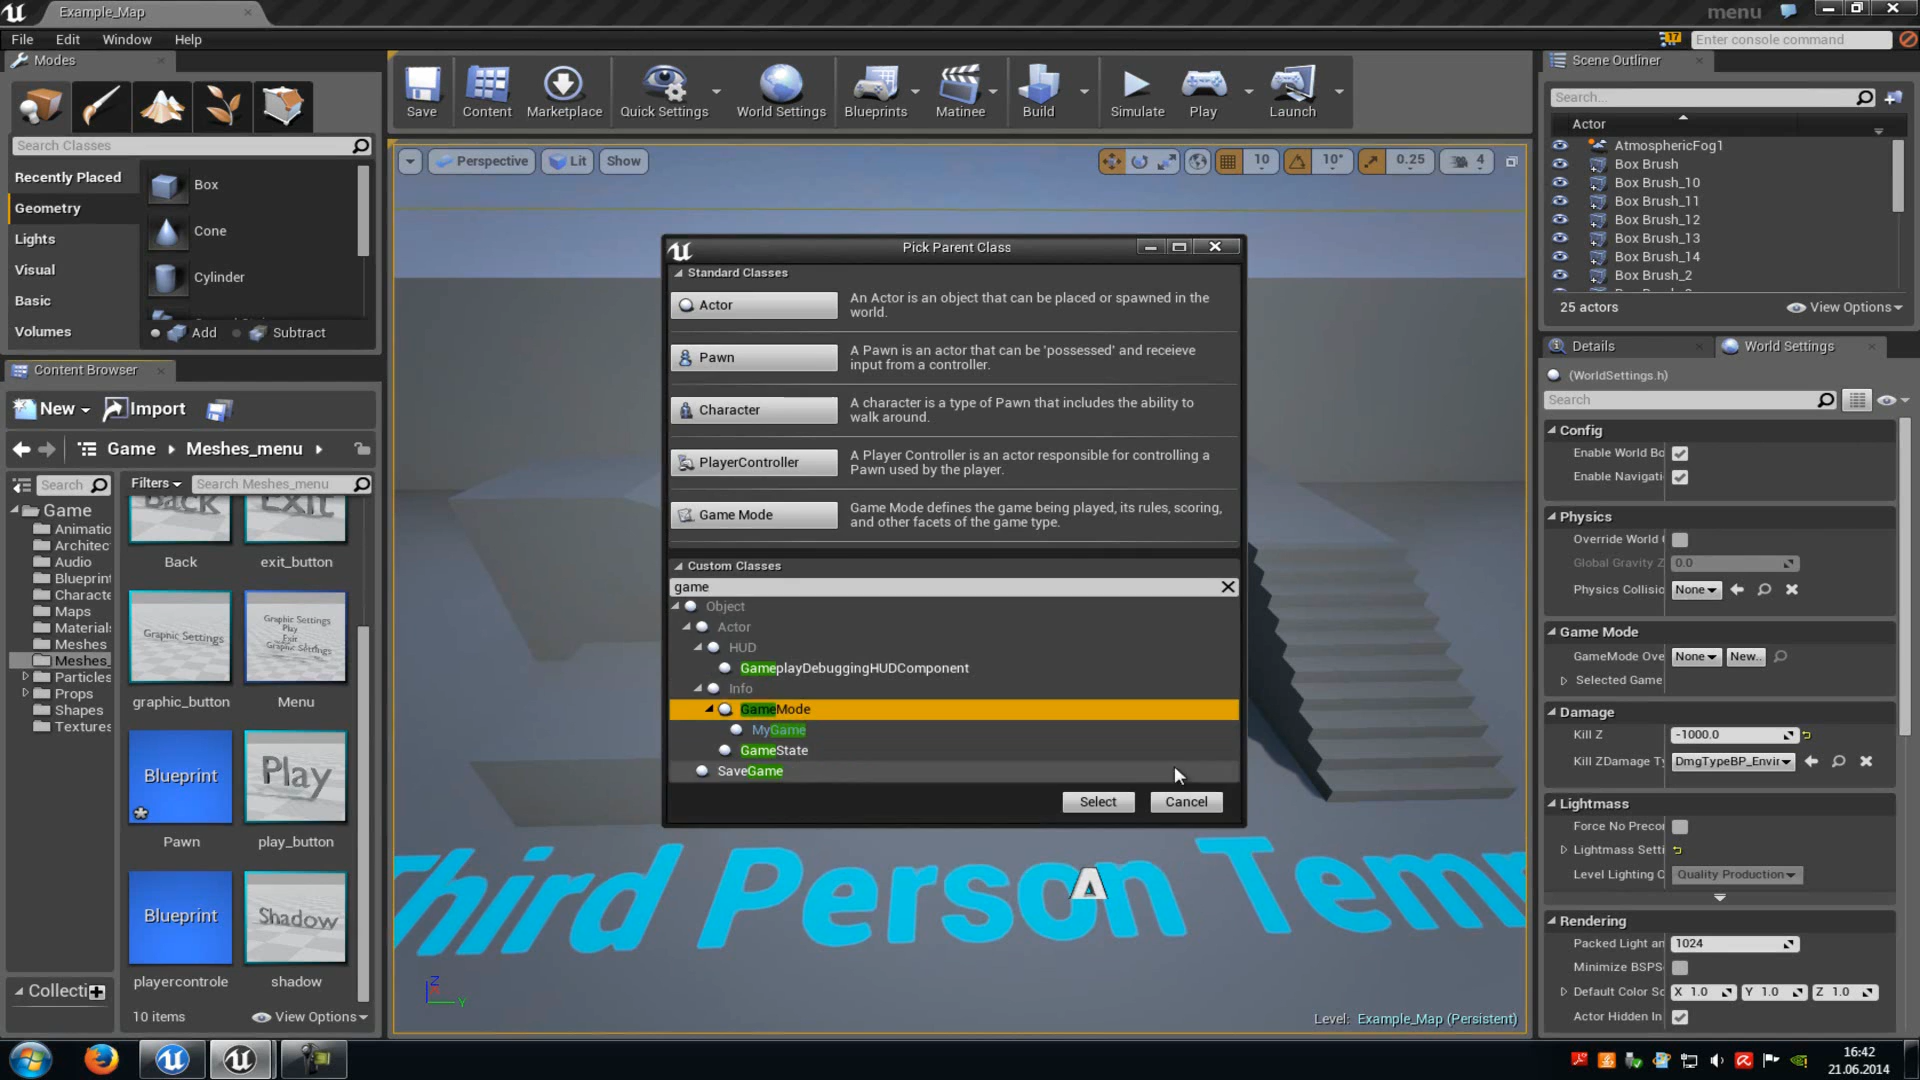 Example_Map
menu
File Edit Window Help
17
Enter console command
Modes
Search Classes
Recently Placed
Geometry
Lights
Visual
Basic
Volumes
Box
Cone
Cylinder
Add Subtract
Save
Content
Marketplace
Quick Settings
World Settings
Blueprints
Matinee
Build
Simulate
Play
Launch
Perspective Lit Show
10 10° 0.25 4
Scene Outliner
Search...
Actor
AtmosphericFog1
Box Brush
Box Brush_10
Box Brush_11
Box Brush_12
Box Brush_13
Box Brush_14
Box Brush_2
25 actors View Options
Content Browser
New Import
Game Meshes_menu
Search
Filters Search Meshes_menu
Game
Animatio
Architec
Audio
Blueprin
Characte
Maps
Material
Meshes
Meshes_
Particles
Props
Shapes
Textures
Collecti
Back Exit
Back exit_button
Graphic Settings
Graphic Settings
Play
Exit
Graphic Settings
graphic_button Menu
Blueprint Play
Pawn play_button
Blueprint Shadow
playercontrole shadow
10 items View Options
Pick Parent Class
Standard Classes
Actor
An Actor is an object that can be placed or spawned in the
world.
Pawn
A Pawn is an actor that can be 'possessed' and receieve
input from a controller.
Character
A character is a type of Pawn that includes the ability to
walk around.
PlayerController
A Player Controller is an actor responsible for controlling a
Pawn used by the player.
Game Mode
Game Mode defines the game being played, its rules, scoring,
and other facets of the game type.
Custom Classes
game
Object
Actor
HUD
GameplayDebuggingHUDComponent
Info
GameMode
MyGame
GameState
SaveGame
Select Cancel
Third Person Temp
Z
Y
Level: Example_Map (Persistent)
Details World Settings
(WorldSettings.h)
Search
Config
Enable World Bo
Enable Navigati
Physics
Override World
Global Gravity Z 0.0
Physics Collisio None
Game Mode
GameMode Ove None New..
Selected Game
Damage
Kill Z -1000.0
Kill ZDamage Ty DmgTypeBP_Envir
Lightmass
Force No Precor
Lightmass Setti
Level Lighting Q Quality Production
Rendering
Packed Light an 1024
Minimize BSPS
Default Color Sc X 1.0 Y 1.0 Z 1.0
Actor Hidden In
16:42
21.06.2014